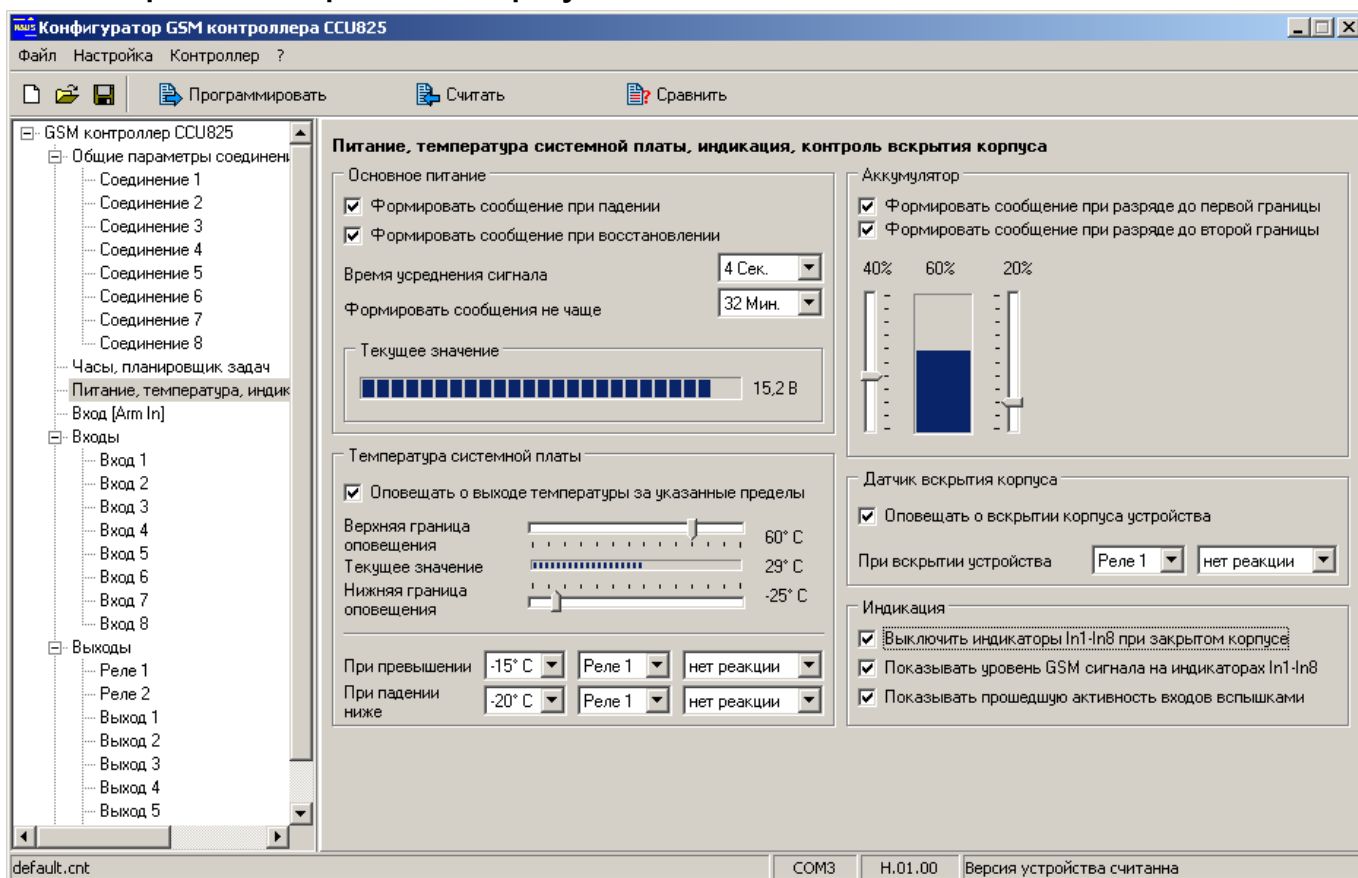 Конфигуратор GSM контроллера CCU825
Файл Настройка Контроллер ?
Программировать Считать Сравнить
GSM контроллер CCU825
Общие параметры соединен
Соединение 1
Соединение 2
Соединение 3
Соединение 4
Соединение 5
Соединение 6
Соединение 7
Соединение 8
Часы, планировщик задач
Питание, температура, индик
Вход [Arm In]
Входы
Вход 1
Вход 2
Вход 3
Вход 4
Вход 5
Вход 6
Вход 7
Вход 8
Выходы
Реле 1
Реле 2
Выход 1
Выход 2
Выход 3
Выход 4
Выход 5
Питание, температура системной платы, индикация, контроль вскрытия корпуса
Основное питание
Формировать сообщение при падении
Формировать сообщение при восстановлении
Время усреднения сигнала 4 Сек.
Формировать сообщения не чаще 32 Мин.
Текущее значение
15,2 В
Температура системной платы
Оповещать о выходе температуры за указанные пределы
Верхняя граница оповещения 60° C
Текущее значение 29° C
Нижняя граница оповещения -25° C
При превышении -15° C Реле 1 нет реакции
При падении ниже -20° C Реле 1 нет реакции
Аккумулятор
Формировать сообщение при разряде до первой границы
Формировать сообщение при разряде до второй границы
40% 60% 20%
Датчик вскрытия корпуса
Оповещать о вскрытии корпуса устройства
При вскрытии устройства Реле 1 нет реакции
Индикация
Выключить индикаторы In1-In8 при закрытом корпусе
Показывать уровень GSM сигнала на индикаторах In1-In8
Показывать прошедшую активность входов вспышками
default.cnt COM3 H.01.00 Версия устройства считанна